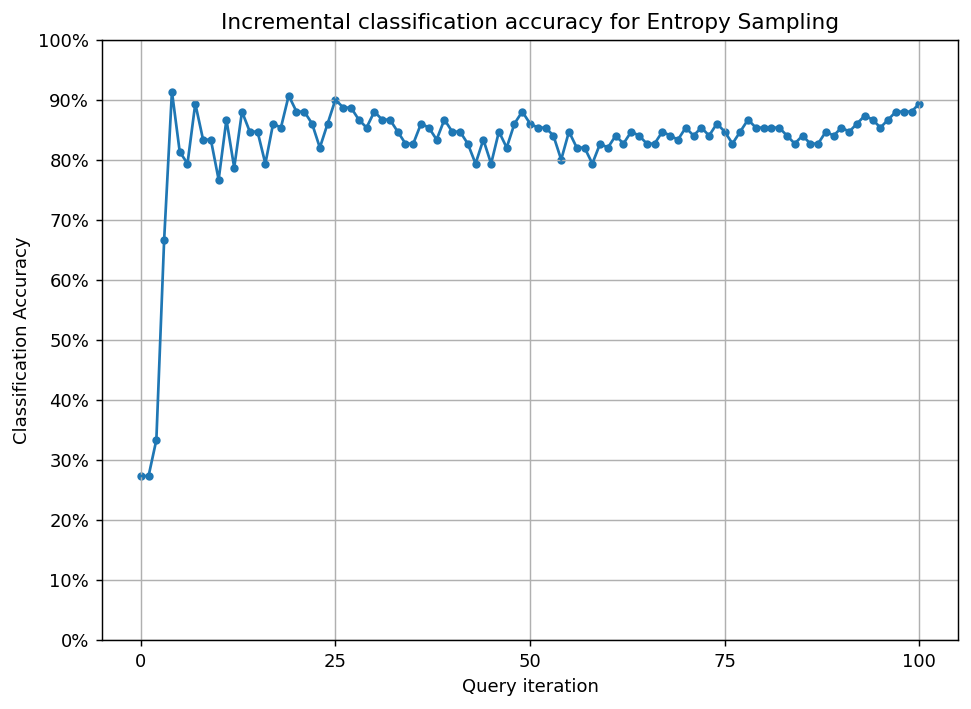 Incremental classification accuracy for Entropy Sampling
100%
90%
80%
70%
60%
50%
40%
30%
20%
10%
0%
Classification Accuracy
0 25 50 75 100
Query iteration